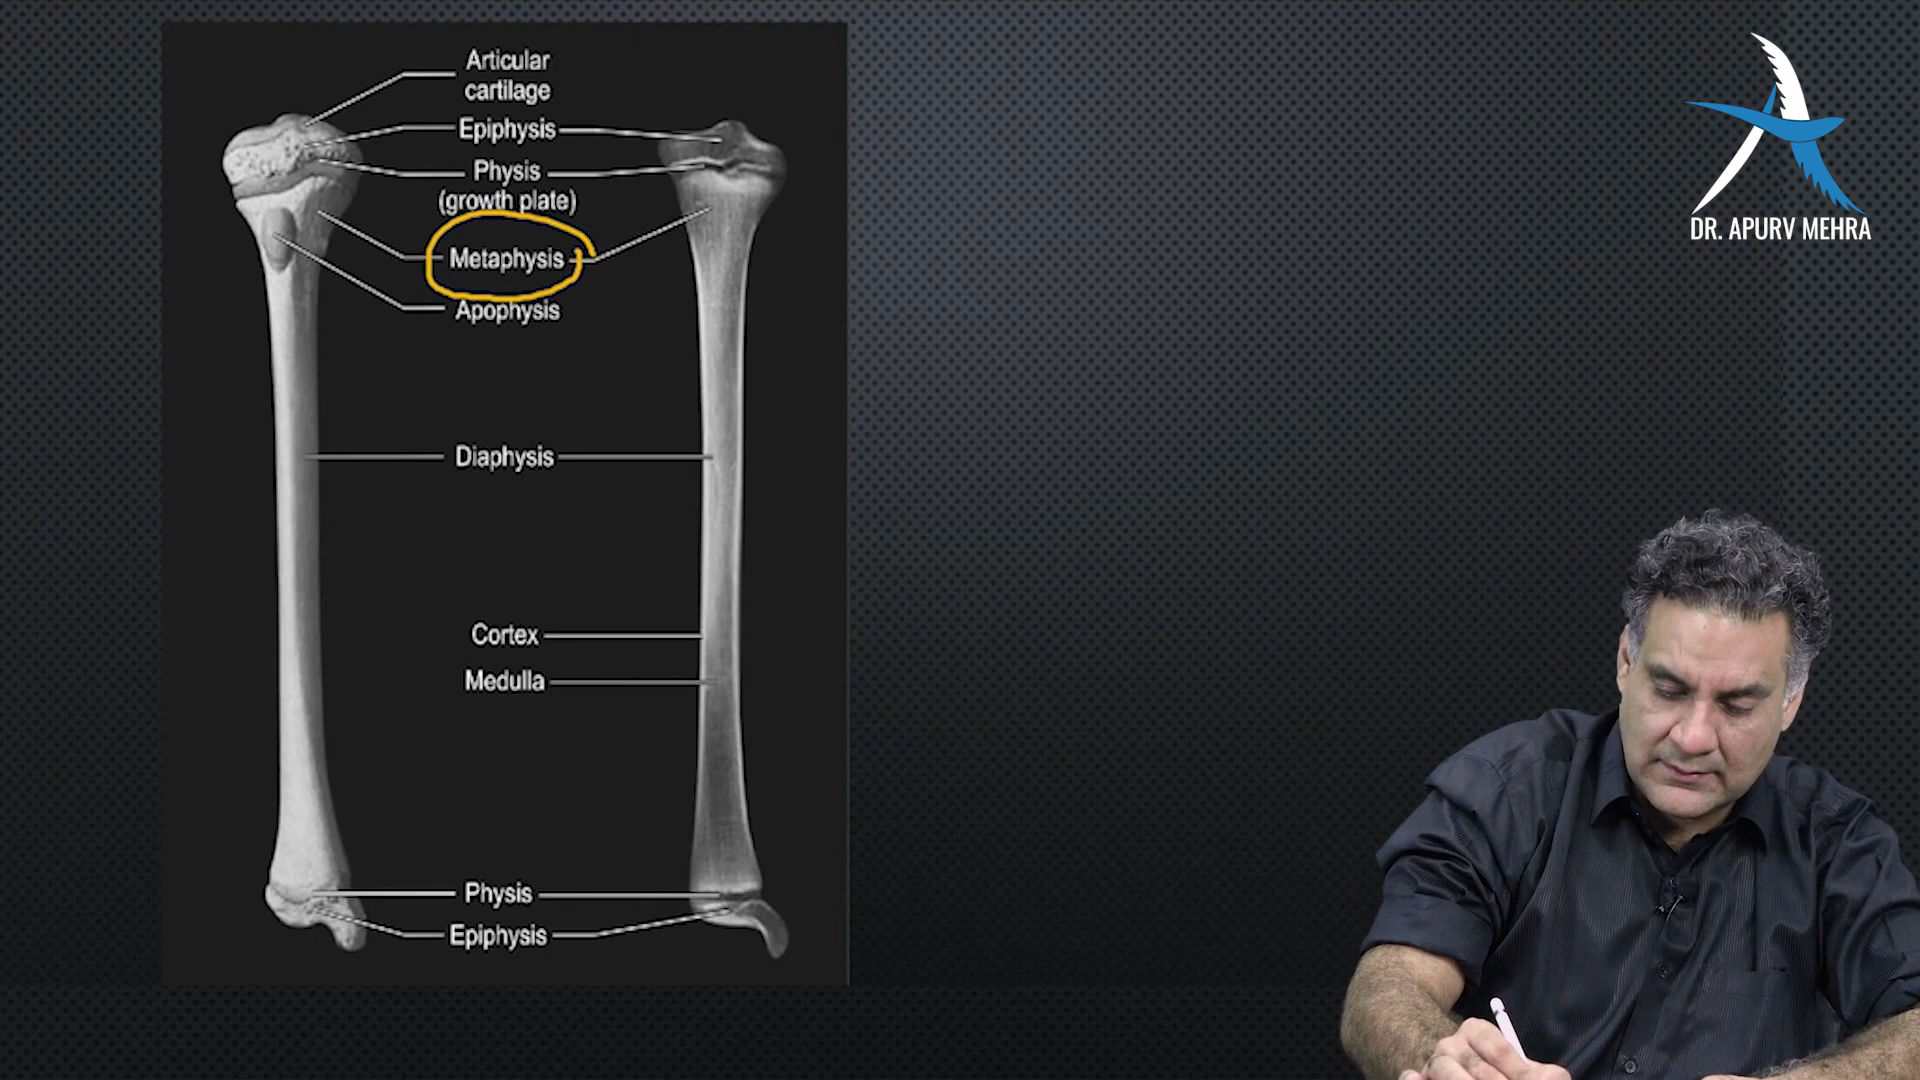 Articular
cartilage
Epiphysis
Physis
(growth plate)
Metaphysis
Apophysis
Diaphysis
Cortex
Medulla
Physis
Epiphysis
DR. APURV MEHRA